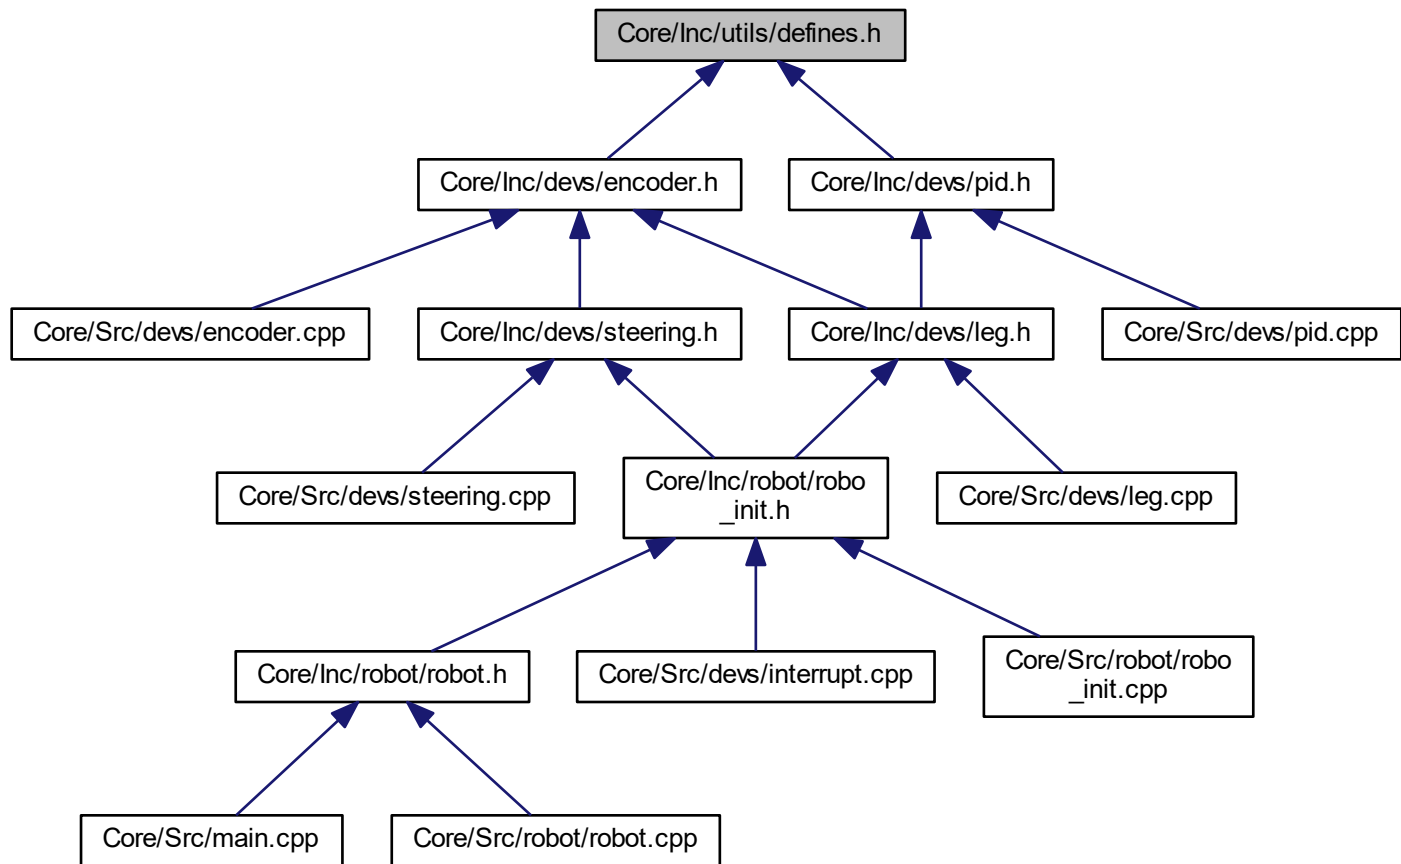 Core/Inc/utils/defines.h
Core/Inc/devs/encoder.h
Core/Inc/devs/pid.h
Core/Src/devs/encoder.cpp
Core/Inc/devs/steering.h
Core/Inc/devs/leg.h
Core/Src/devs/pid.cpp
Core/Src/devs/steering.cpp
Core/Inc/robot/robo
_init.h
Core/Src/devs/leg.cpp
Core/Inc/robot/robot.h
Core/Src/devs/interrupt.cpp
Core/Src/robot/robo
_init.cpp
Core/Src/main.cpp
Core/Src/robot/robot.cpp